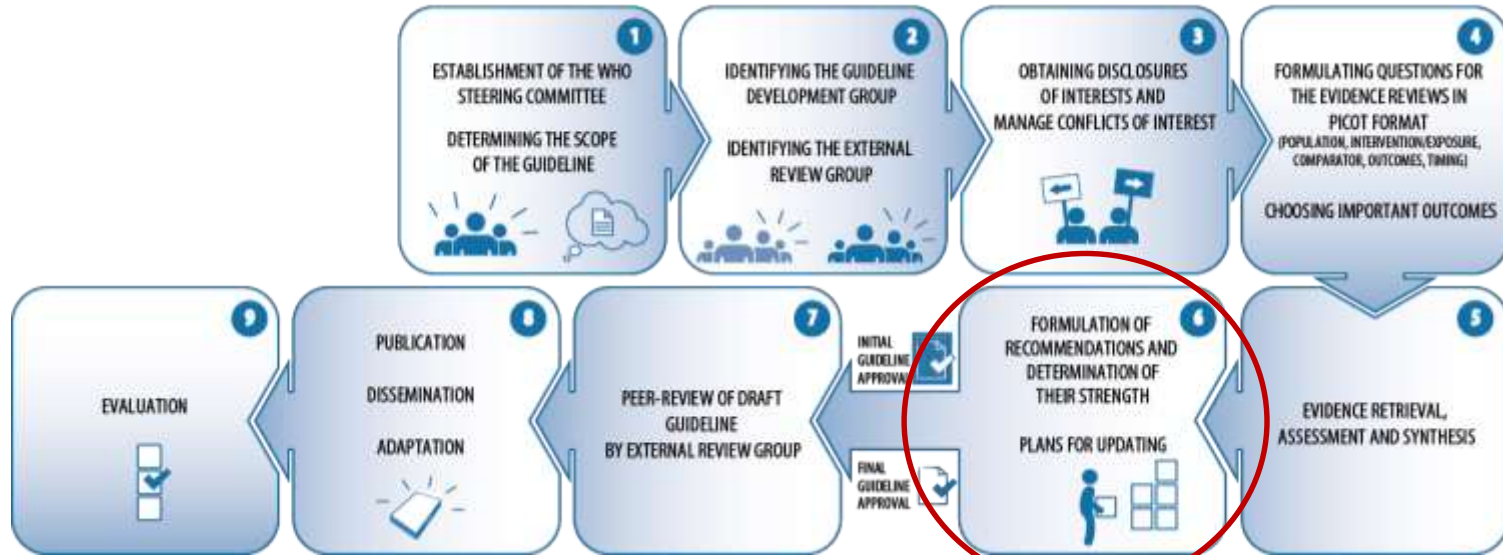 1
ESTABLISHMENT OF THE WHO
STEERING COMMITTEE
DETERMINING THE SCOPE
OF THE GUIDELINE
2
IDENTIFYING THE GUIDELINE
DEVELOPMENT GROUP
IDENTIFYING THE EXTERNAL
REVIEW GROUP
3
OBTAINING DISCLOSURES
OF INTERESTS AND
MANAGE CONFLICTS OF INTEREST
4
FORMULATING QUESTIONS FOR
THE EVIDENCE REVIEWS IN
PICOT FORMAT
(POPULATION, INTERVENTION/EXPOSURE,
COMPARATOR, OUTCOMES, TIMING)
CHOOSING IMPORTANT OUTCOMES
5
EVIDENCE RETRIEVAL,
ASSESSMENT AND SYNTHESIS
6
FORMULATION OF
RECOMMENDATIONS AND
DETERMINATION OF
THEIR STRENGTH
PLANS FOR UPDATING
INITIAL
GUIDELINE
APPROVAL
FINAL
GUIDELINE
APPROVAL
7
PEER-REVIEW OF DRAFT
GUIDELINE
BY EXTERNAL REVIEW GROUP
8
PUBLICATION
DISSEMINATION
ADAPTATION
9
EVALUATION